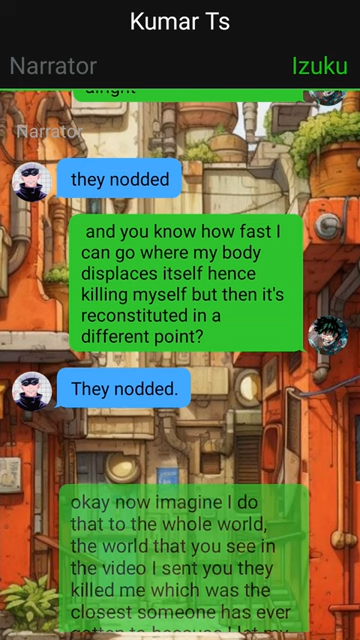 Kumar Ts
Narrator
Izuku
alright
Narrator
they nodded
and you know how fast I
can go where my body
displaces itself hence
killing myself but then it's
reconstituted in a
different point?
They nodded.
okay now imagine I do
that to the whole world,
the world that you see in
the video I sent you they
killed me which was the
closest someone has ever